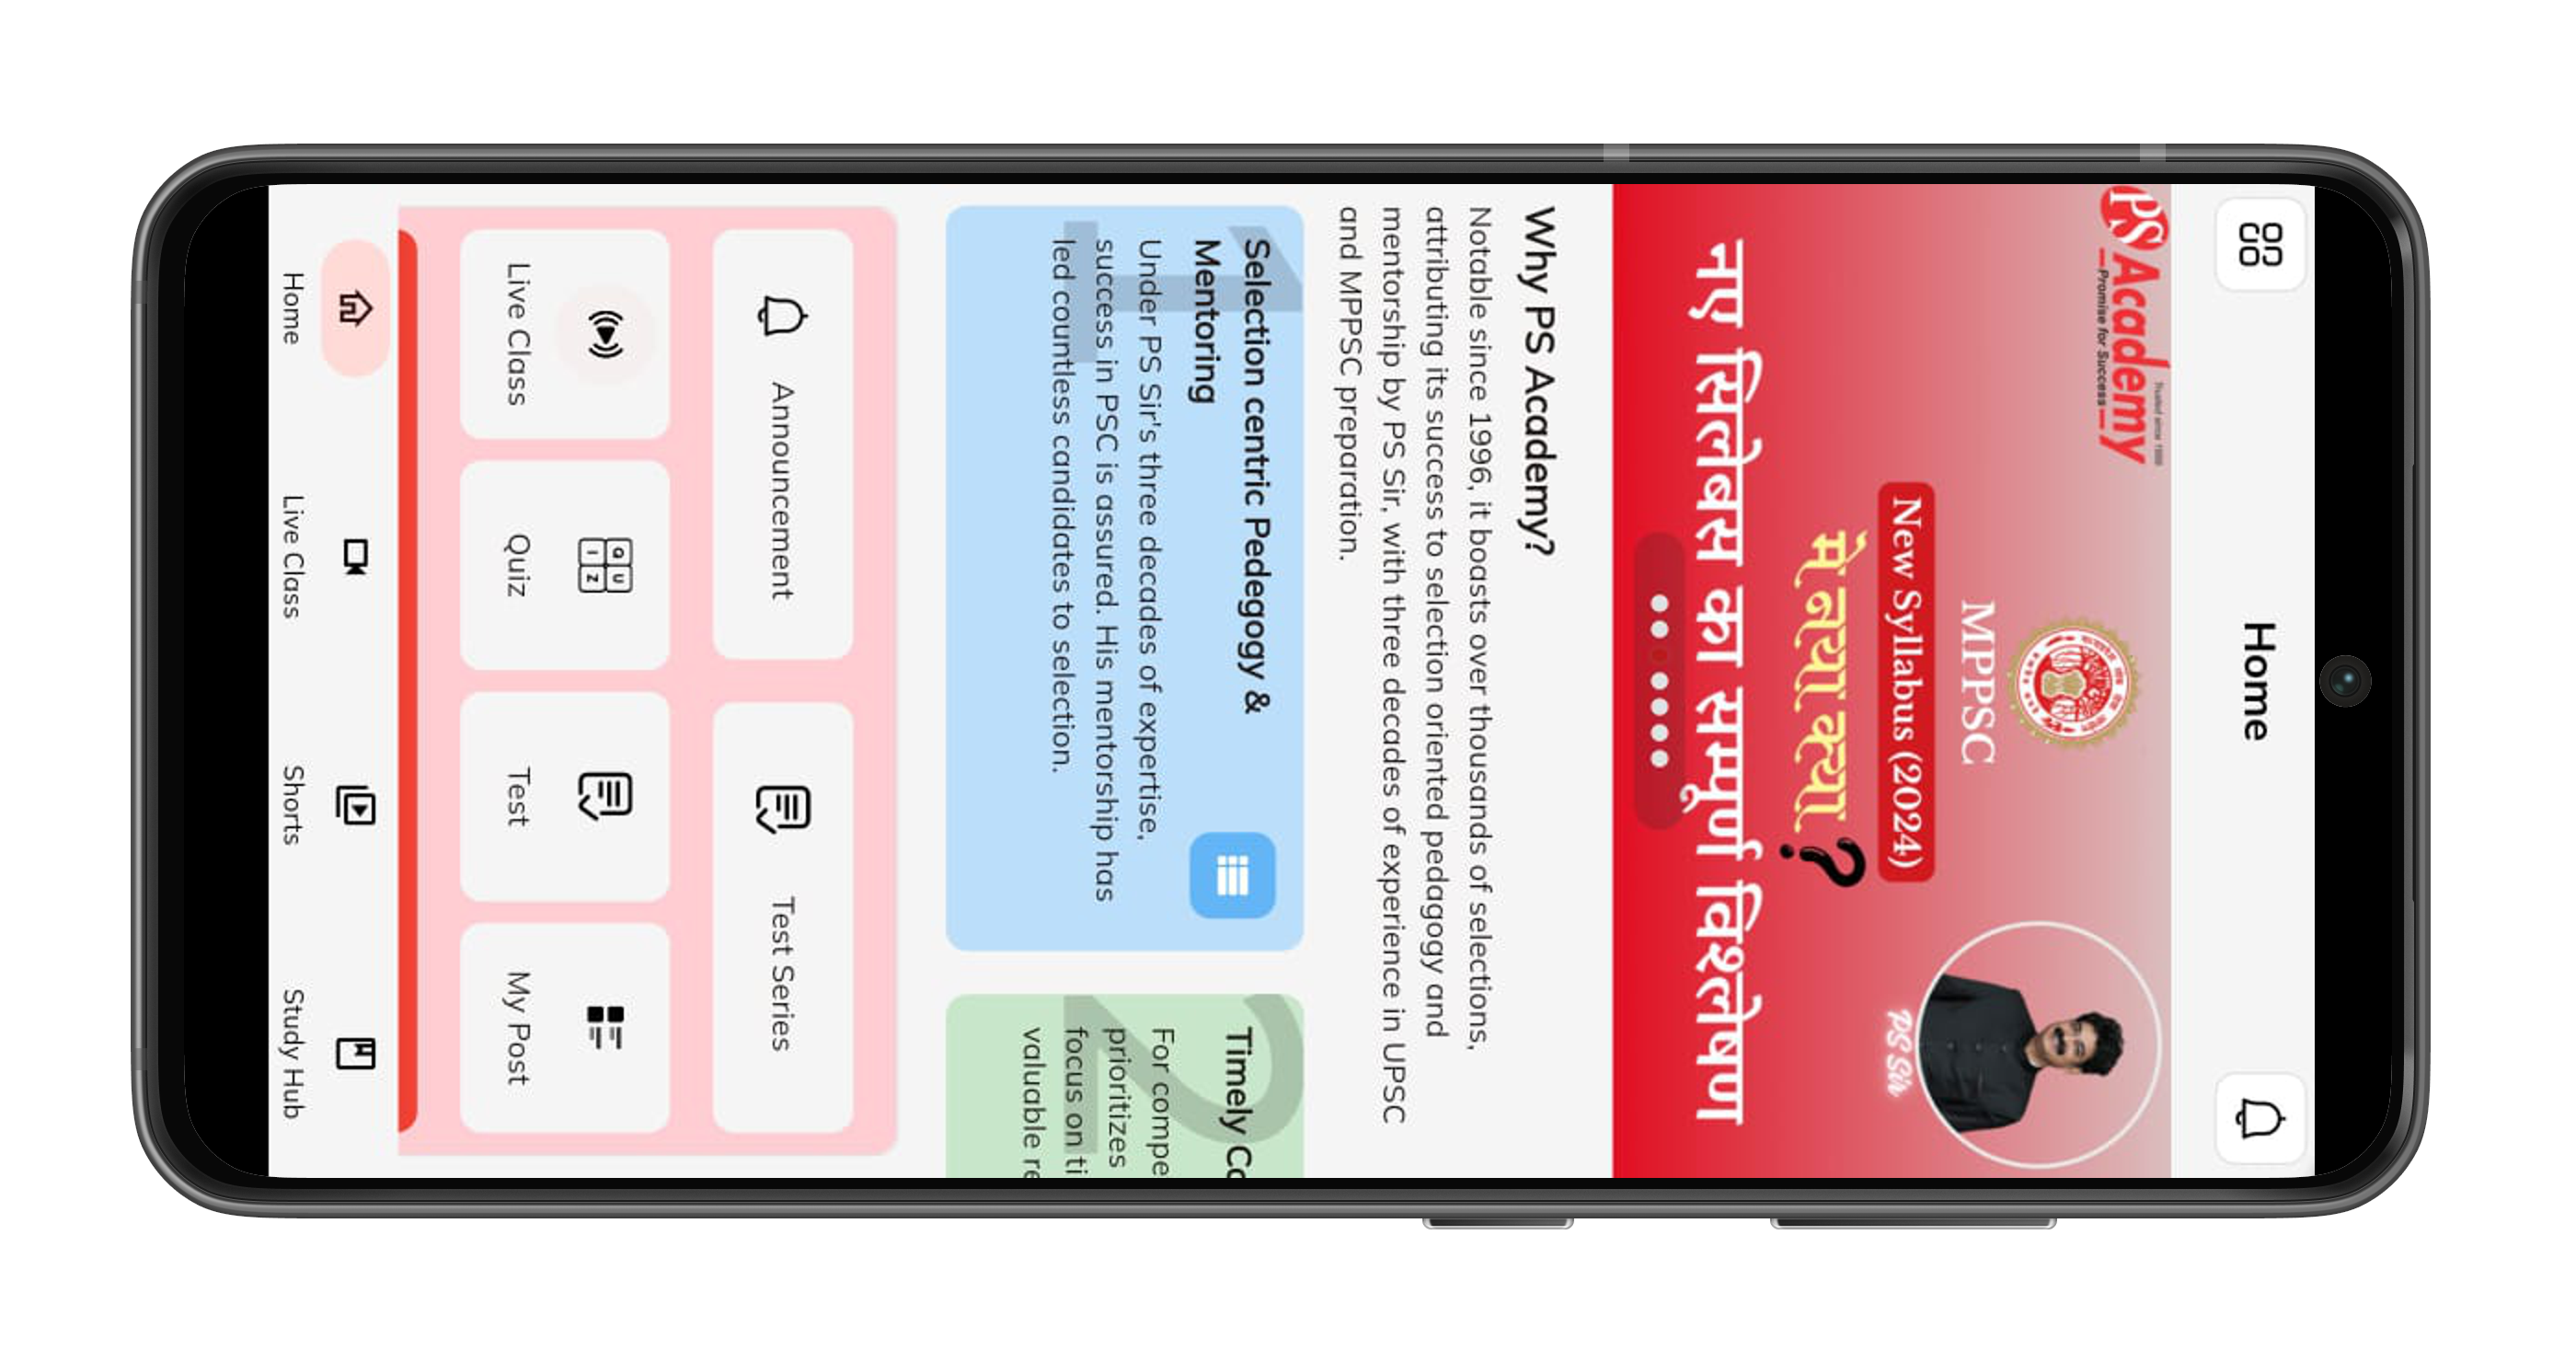 Home
PS Academy
Trusted since 1996
Promise for Success
MPPSC
New Syllabus (2024)
में नया क्या ?
PS Sir
नए सिलेबस का सम्पूर्ण विश्लेषण
Why PS Academy?
Notable since 1996, it boasts over thousands of selections,
attributing its success to selection oriented pedagogy and
mentorship by PS Sir, with three decades of experience in UPSC
and MPPSC preparation.
1
Selection centric Pedegogy &
Mentoring
Under PS Sir's three decades of expertise,
success in PSC is assured. His mentorship has
led countless candidates to selection.
2
Timely Co
For compe
prioritizes
focus on ti
valuable re
Announcement
Test Series
Live Class
QUIZ
Quiz
Test
My Post
Home
Live Class
Shorts
Study Hub